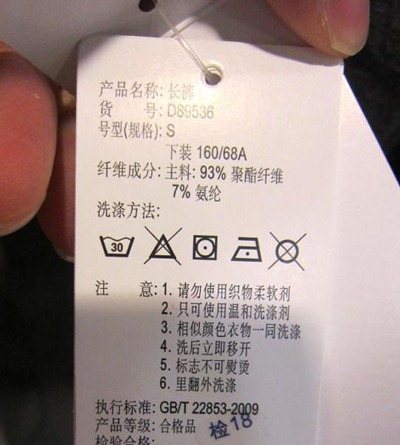 产品名称: 长裤
货 号: D89536
号型(规格): S
下装 160/68A
纤维成分: 主料: 93% 聚酯纤维
7% 氨纶
洗涤方法:
30
注 意: 1. 请勿使用织物柔软剂
2. 只可使用温和洗涤剂
3. 相似颜色衣物一同洗涤
4. 洗后立即移开
5. 标志不可熨烫
6. 里翻外洗涤
执行标准: GB/T 22853-2009
产品等级: 合格品
检18
检验合格: